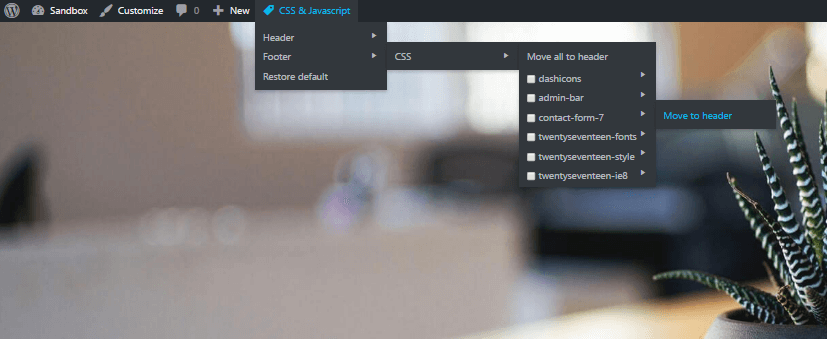 Sandbox Customize 0 New CSS & Javascript
Header
Footer CSS Move all to header
Restore default
dashicons
admin-bar
contact-form-7 Move to header
twentyseventeen-fonts
twentyseventeen-style
twentyseventeen-ie8